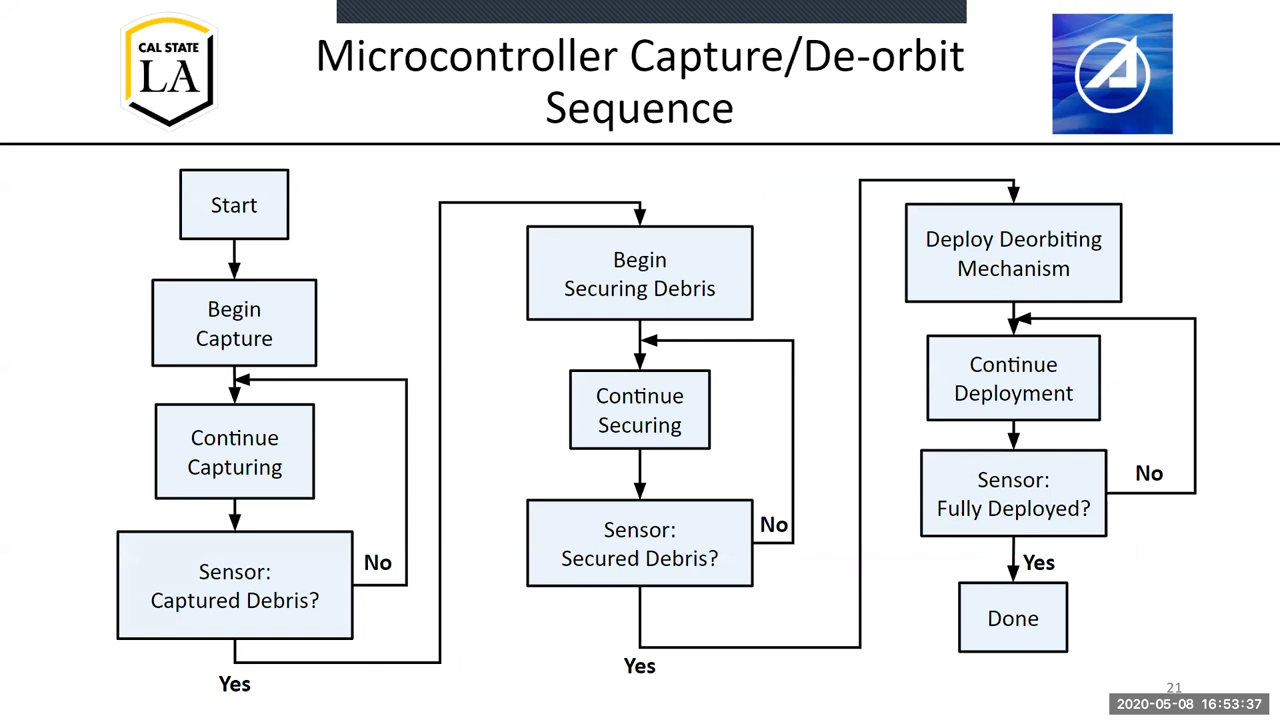 CAL STATE
LA
Microcontroller Capture/De-orbit
Sequence
Start
Begin
Capture
Continue
Capturing
Sensor:
Captured Debris?
No
Yes
Begin
Securing Debris
Continue
Securing
Sensor:
Secured Debris?
No
Yes
Deploy Deorbiting
Mechanism
Continue
Deployment
Sensor:
Fully Deployed?
No
Yes
Done
21
2020-05-08 16:53:37